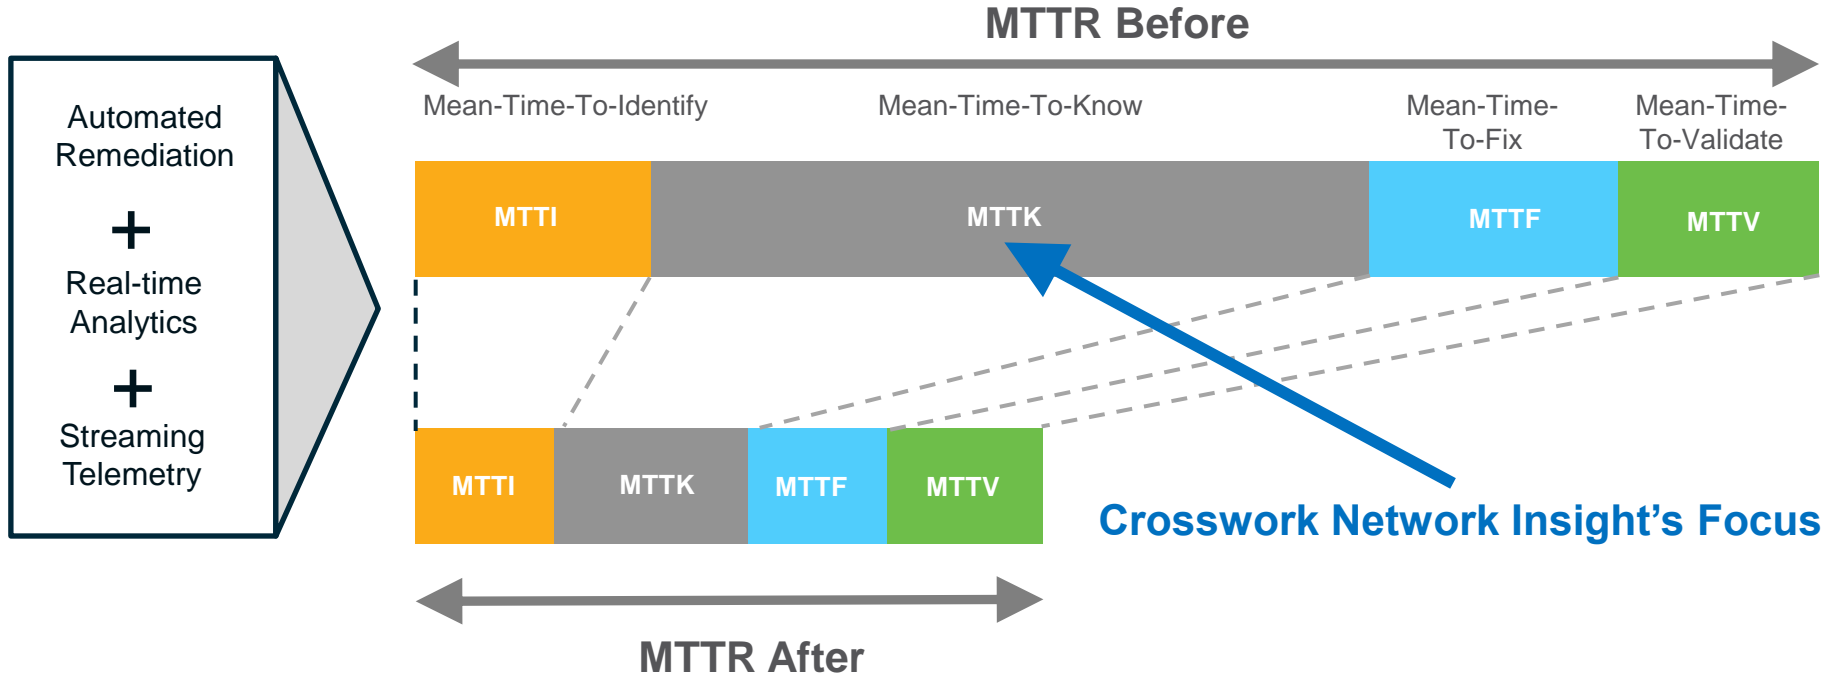 MTTR Before
Automated
Remediation
+
Real-time
Analytics
+
Streaming
Telemetry
Mean-Time-To-Identify
Mean-Time-To-Know
Mean-Time-
To-Fix
Mean-Time-
To-Validate
MTTI
MTTK
MTTF
MTTV
MTTI
MTTK
MTTF
MTTV
Crosswork Network Insight’s Focus
MTTR After